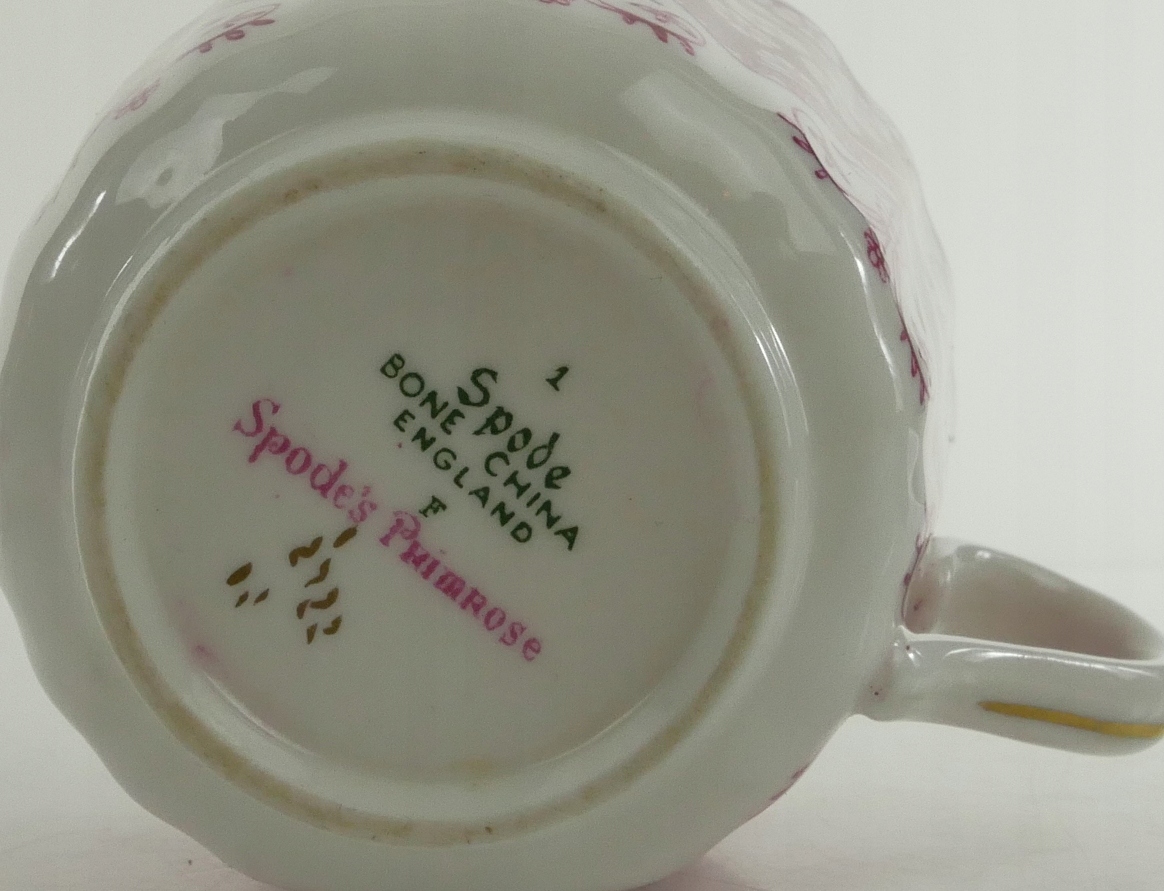 1
Spode
BONE CHINA
ENGLAND
F
Spode's Primrose